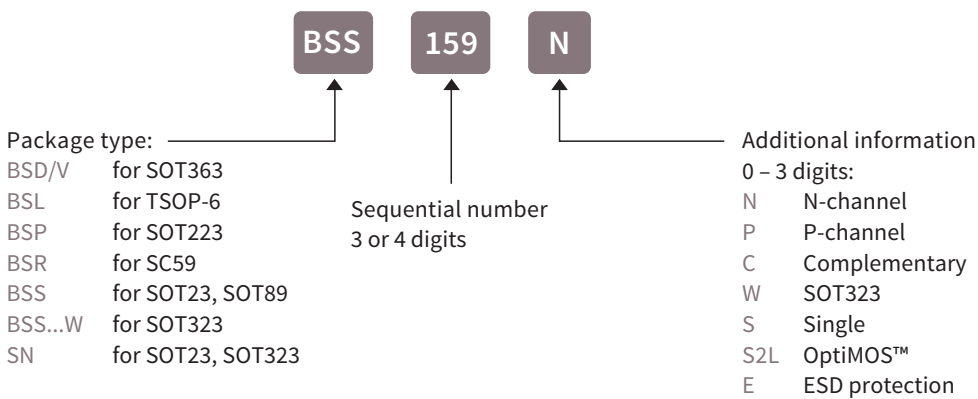 BSS 159 N
Package type:
BSD/V for SOT363
BSL for TSOP-6
BSP for SOT223
BSR for SC59
BSS for SOT23, SOT89
BSS...W for SOT323
SN for SOT23, SOT323
Sequential number
3 or 4 digits
Additional information
0 – 3 digits:
N N-channel
P P-channel
C Complementary
W SOT323
S Single
S2L OptiMOS™
E ESD protection